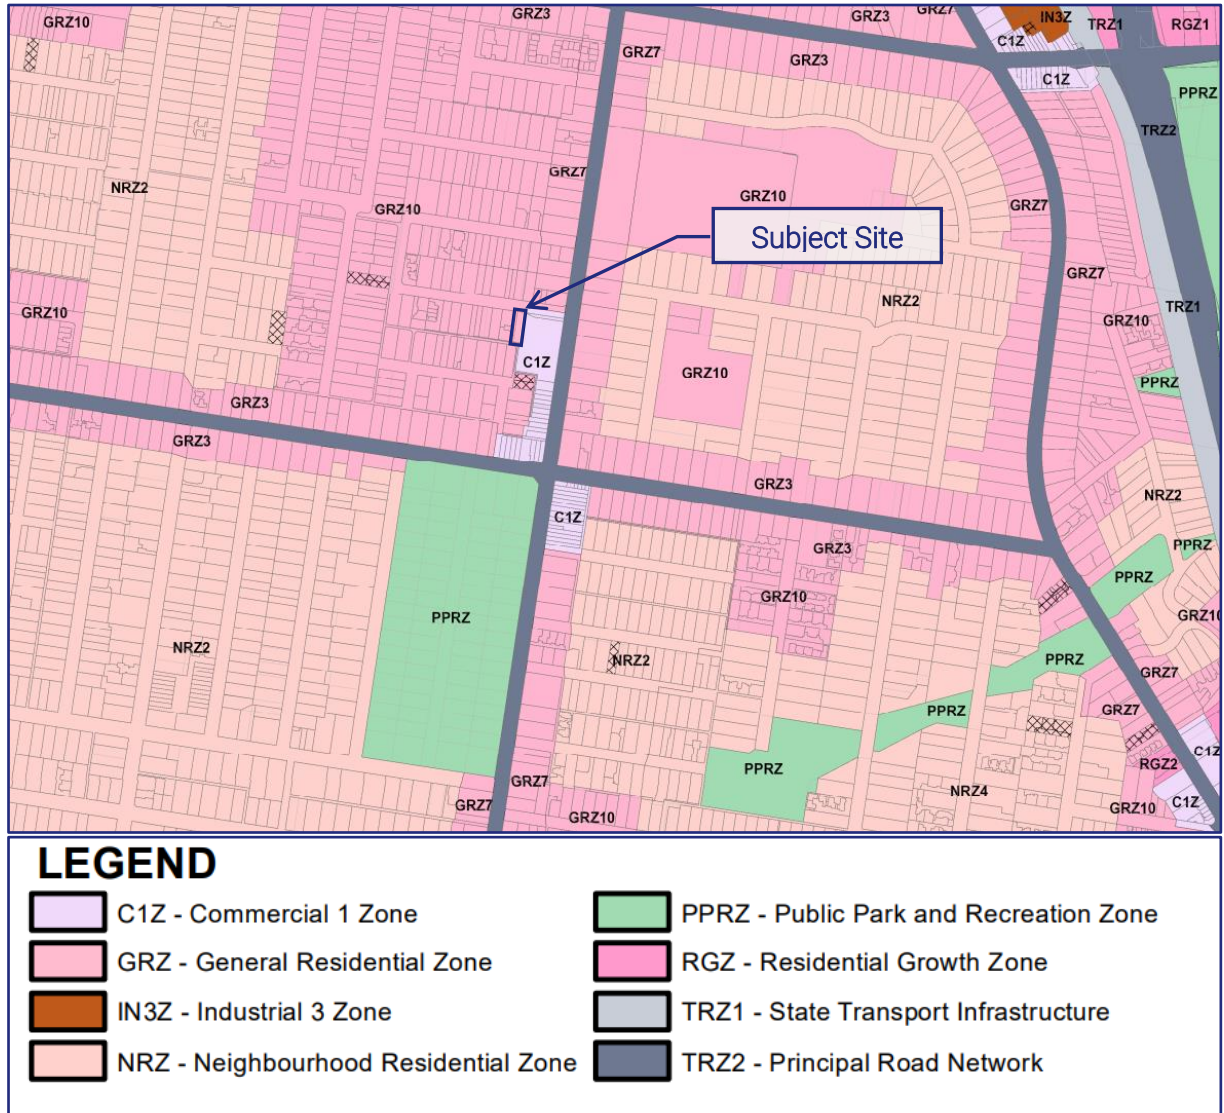 GRZ3
GRZ7
GRZ3
IN3Z
TRZ1
RGZ1
GRZ10
C1Z
GRZ7
GRZ3
C1Z
PPRZ
TRZ2
GRZ7
NRZ2
GRZ10
GRZ10
GRZ7
Subject Site
GRZ7
NRZ2
TRZ1
GRZ10
GRZ10
C1Z
GRZ10
PPRZ
GRZ3
GRZ3
GRZ3
NRZ2
C1Z
GRZ3
PPRZ
PPRZ
GRZ10
GRZ10
PPRZ
NRZ2
NRZ2
PPRZ
GRZ7
PPRZ
GRZ7
C1Z
PPRZ
RGZ2
GRZ7
NRZ4
GRZ7
GRZ10
C1Z
GRZ10
LEGEND
C1Z - Commercial 1 Zone
GRZ - General Residential Zone
IN3Z - Industrial 3 Zone
NRZ - Neighbourhood Residential Zone
PPRZ - Public Park and Recreation Zone
RGZ - Residential Growth Zone
TRZ1 - State Transport Infrastructure
TRZ2 - Principal Road Network